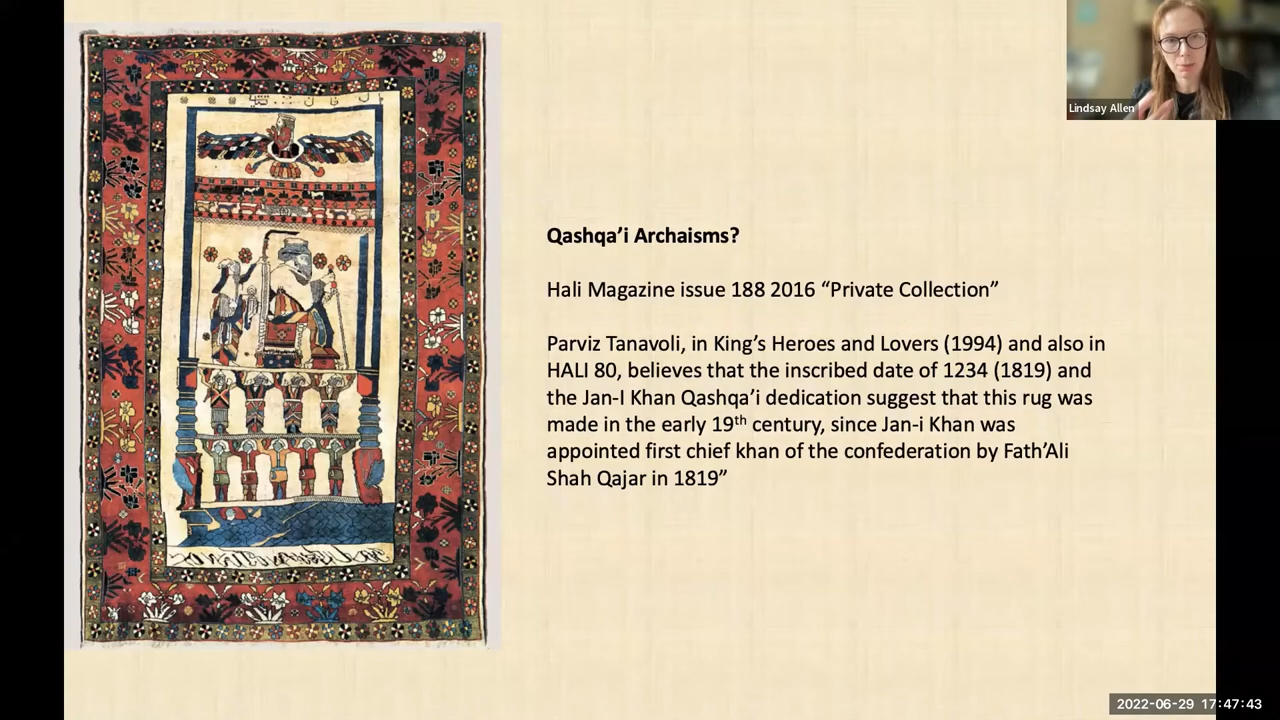 Lindsay Allen
Qashqa’i Archaisms?
Hali Magazine issue 188 2016 “Private Collection”
Parviz Tanavoli, in King’s Heroes and Lovers (1994) and also in
HALI 80, believes that the inscribed date of 1234 (1819) and
the Jan-I Khan Qashqa’i dedication suggest that this rug was
made in the early 19th century, since Jan-i Khan was
appointed first chief khan of the confederation by Fath’Ali
Shah Qajar in 1819”
2022-06-29 17:47:43